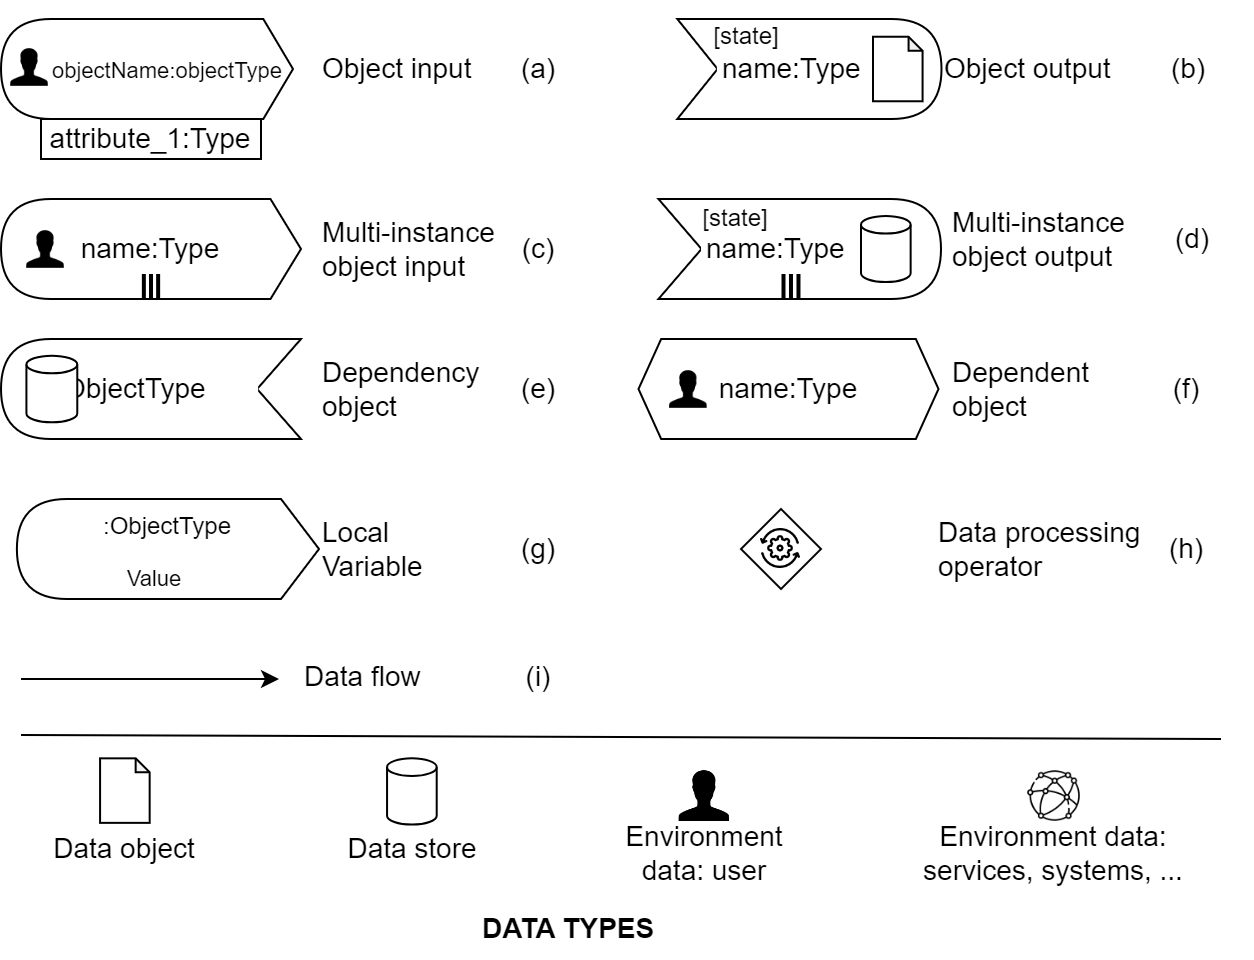 objectName:objectType
attribute_1:Type
Object input
(a)
[state]
name:Type
Object output
(b)
name:Type
Multi-instance
object input
(c)
[state]
name:Type
Multi-instance
object output
(d)
ObjectType
Dependency
object
(e)
name:Type
Dependent
object
(f)
:ObjectType
Value
Local
Variable
(g)
Data processing
operator
(h)
Data flow
(i)
Data object
Data store
Environment
data: user
Environment data:
services, systems, ...
DATA TYPES